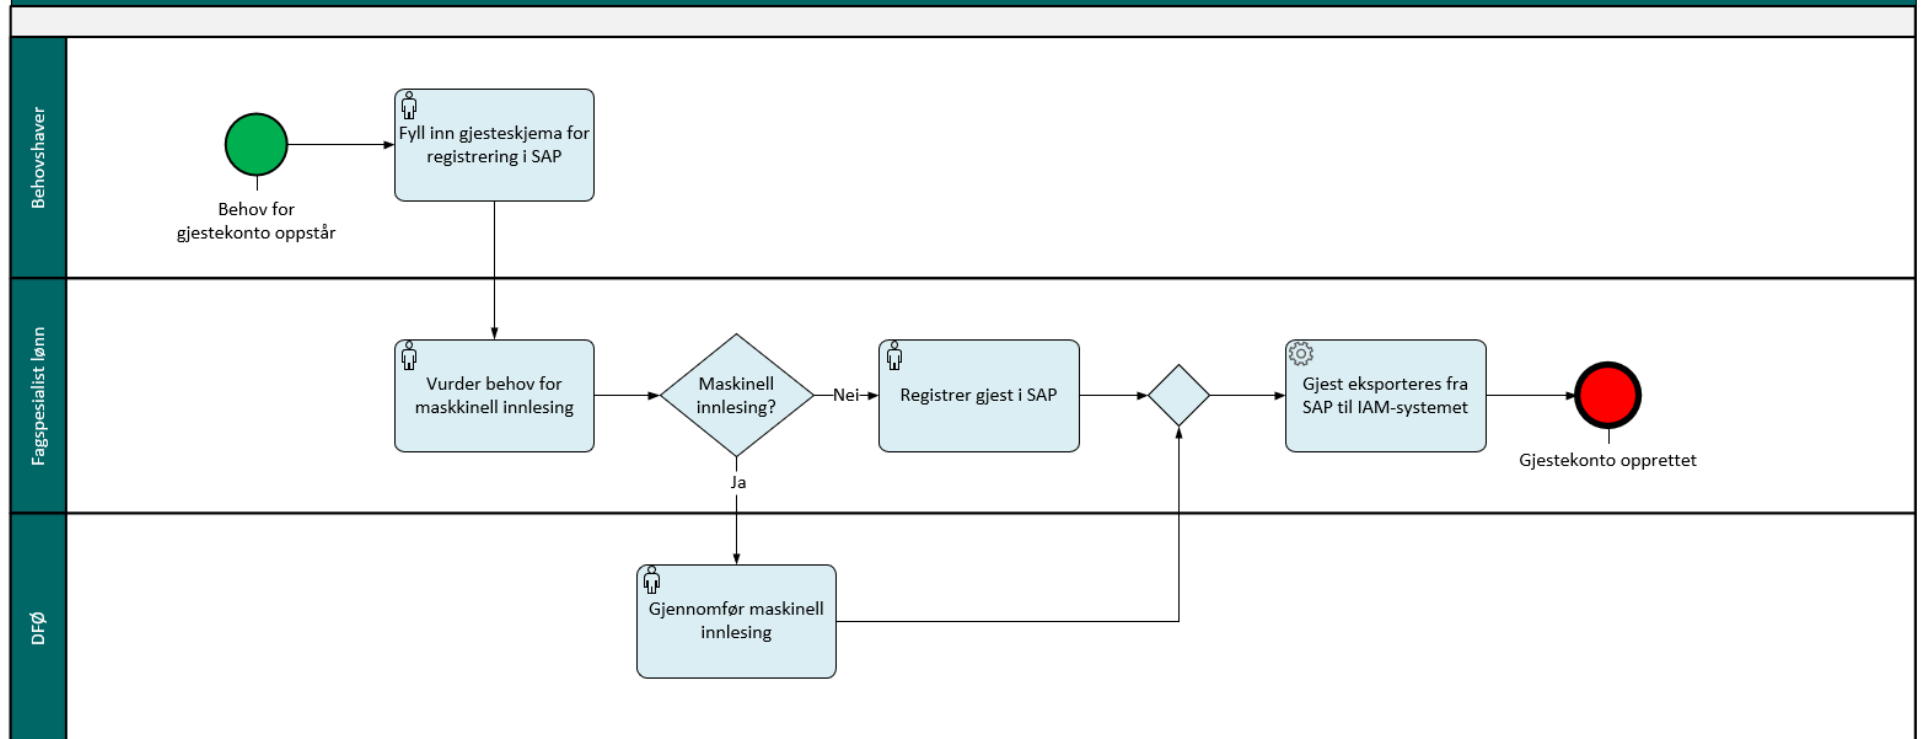 Behovshaver
Behov for
gjestekonto oppstår
Fyll inn gjesteskjema for
registrering i SAP
Fagspesialist lønn
Vurder behov for
maskkinell innlesing
Maskinell
innlesing?
Nei
Ja
Registrer gjest i SAP
Gjest eksporteres fra
SAP til IAM-systemet
Gjestekonto opprettet
DFØ
Gjennomfør maskinell
innlesing